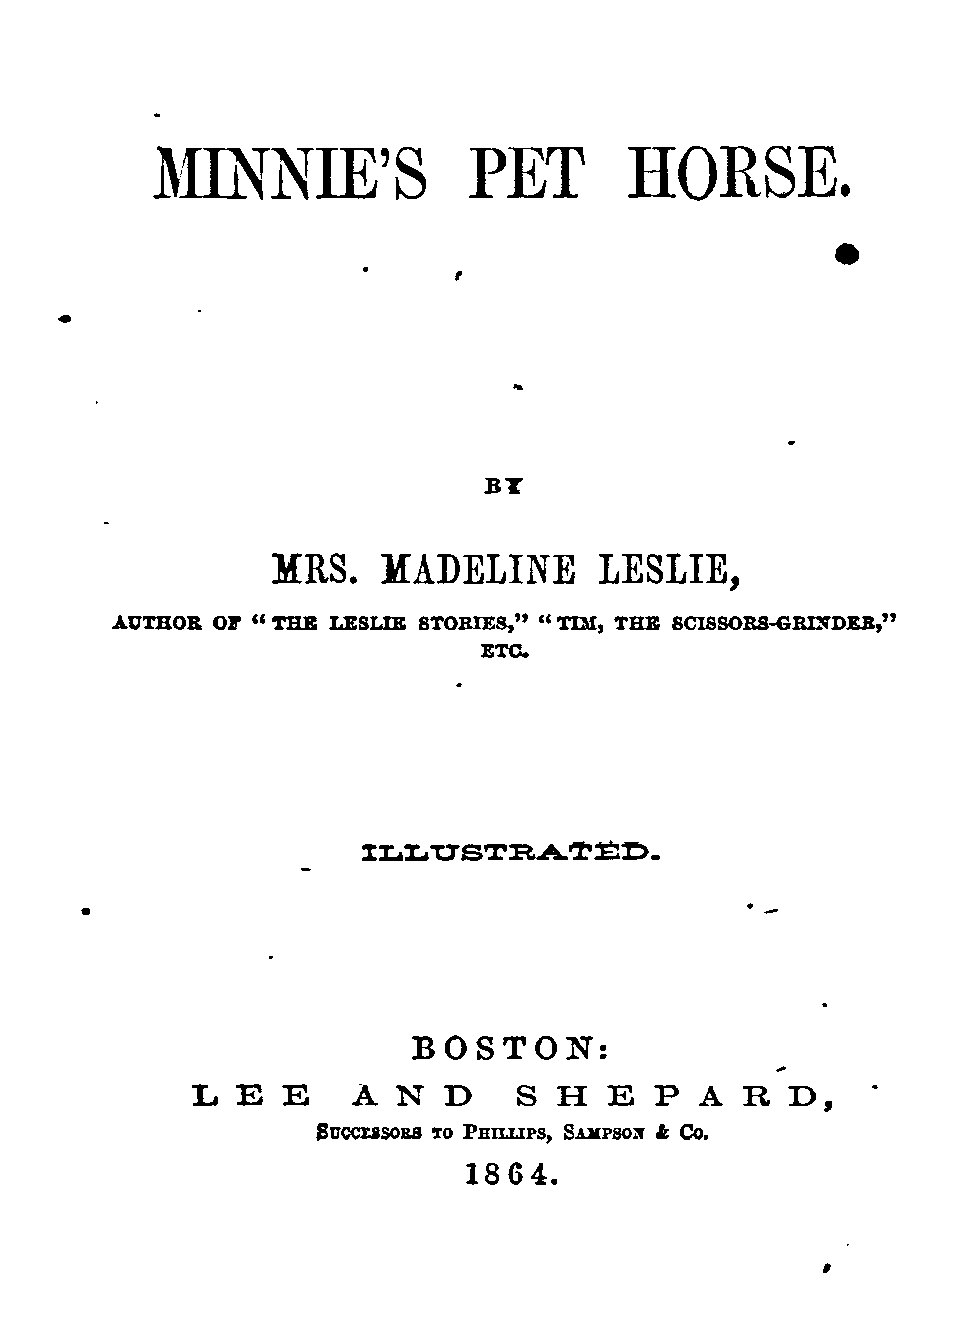 MINNIE'S PET HORSE.
BY
MRS. MADELINE LESLIE,
AUTHOR OF "THE LESLIE STORIES," "TIM, THE SCISSORS-GRINDER,"
ETC.
ILLUSTRATED.
BOSTON:
LEE AND SHEPARD,
SUCCESSORS TO PHILLIPS, SAMPSON & CO.
1864.